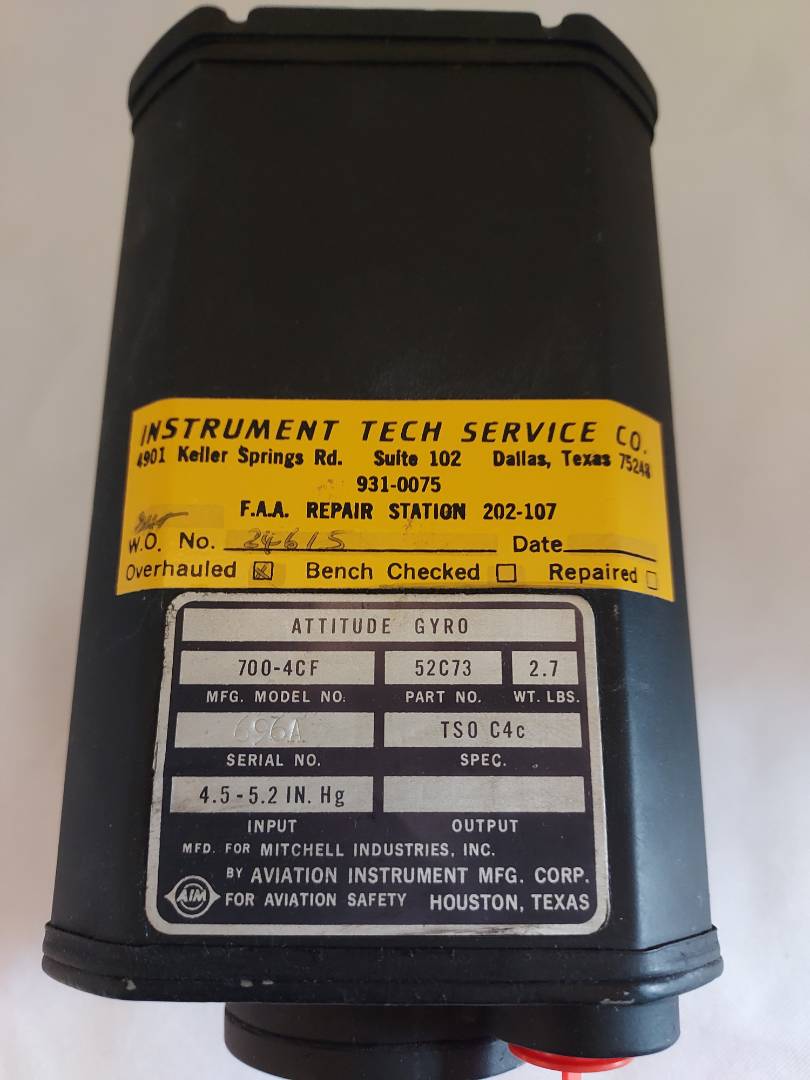 INSTRUMENT TECH SERVICE CO.
4901 Keller Springs Rd. Suite 102 Dallas, Texas 75248
931-0075
F.A.A. REPAIR STATION 202-107
W.O. No. 24615 Date
Overhauled Bench Checked Repaired
ATTITUDE GYRO
700-4CF 52C73 2.7
MFG. MODEL NO. PART NO. WT. LBS.
696A TSO C4c
SERIAL NO. SPEC.
4.5-5.2 IN. Hg
INPUT OUTPUT
MFD. FOR MITCHELL INDUSTRIES, INC.
BY AVIATION INSTRUMENT MFG. CORP.
AIM FOR AVIATION SAFETY HOUSTON, TEXAS